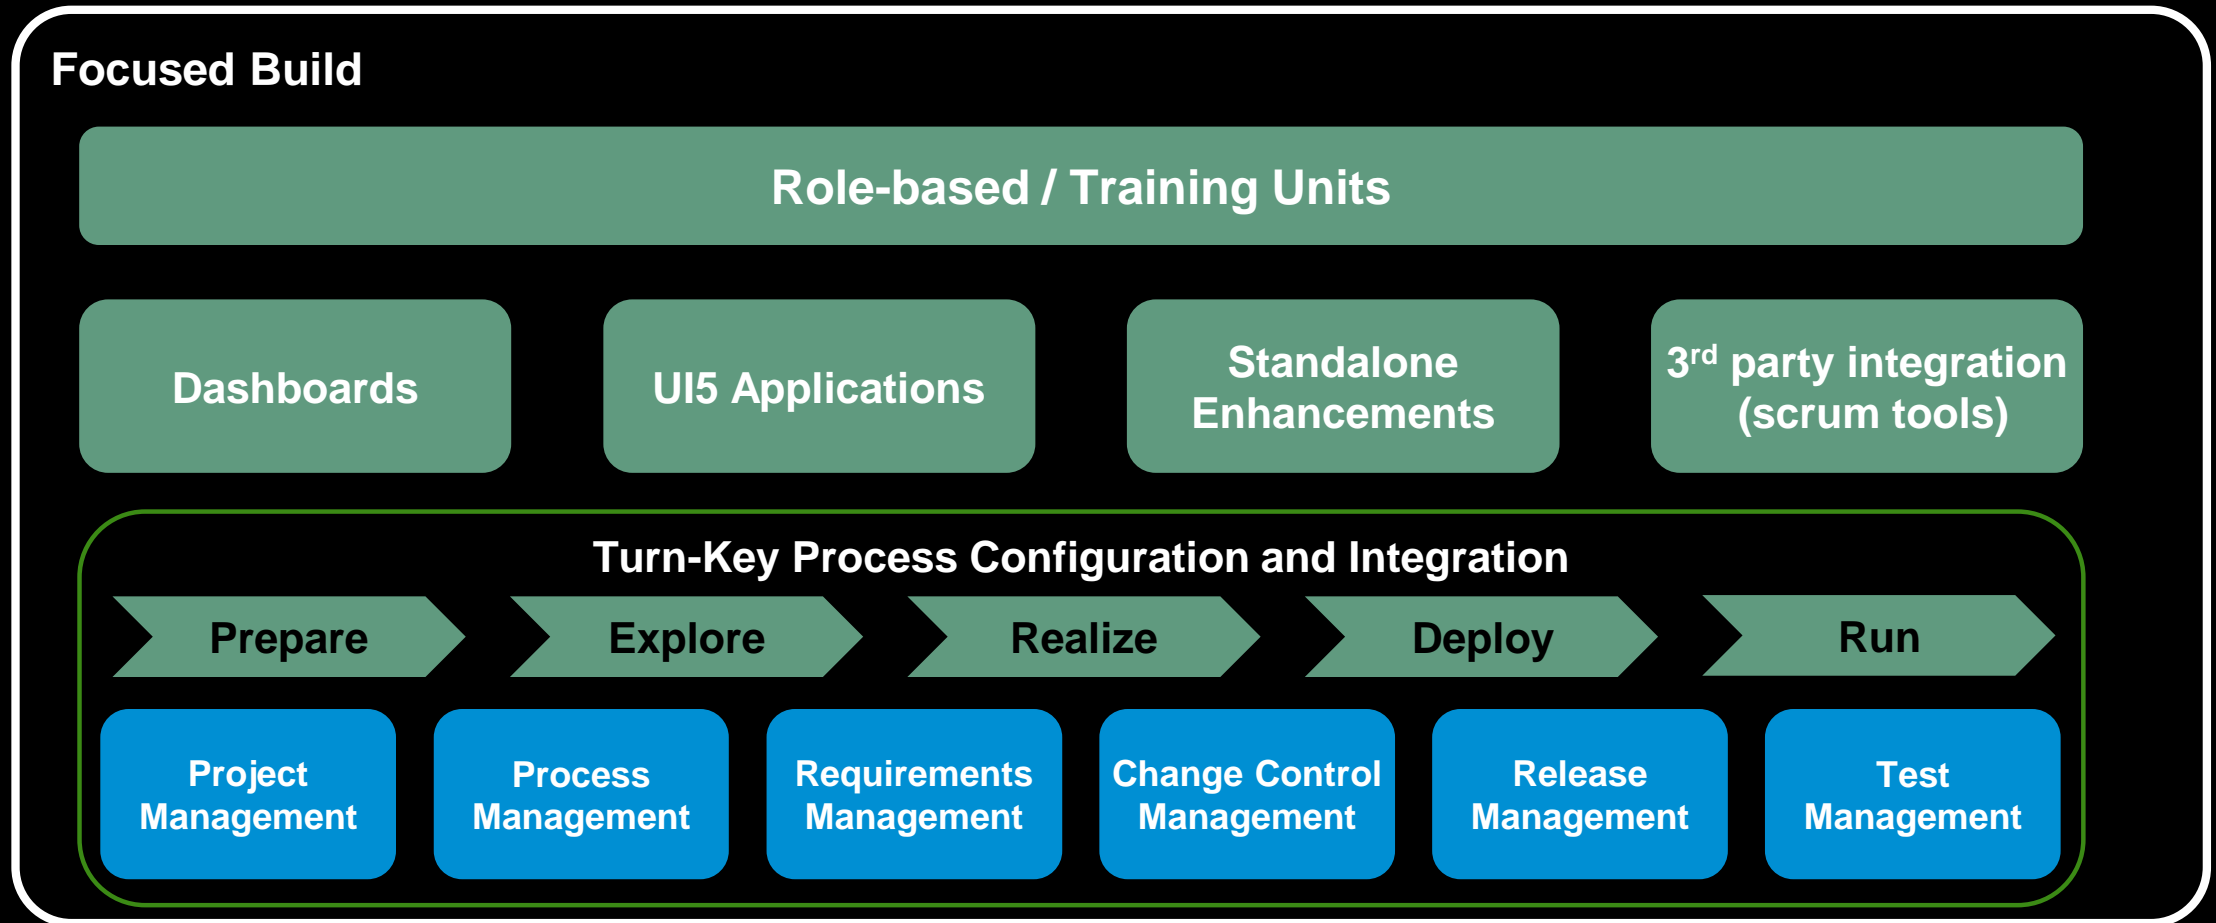 Focused Build
Role-based / Training Units
Dashboards
UI5 Applications
Standalone
Enhancements
3rd party integration
(scrum tools)
Turn-Key Process Configuration and Integration
Prepare
Explore
Realize
Deploy
Run
Project
Management
Process
Management
Requirements
Management
Change Control
Management
Release
Management
Test
Management